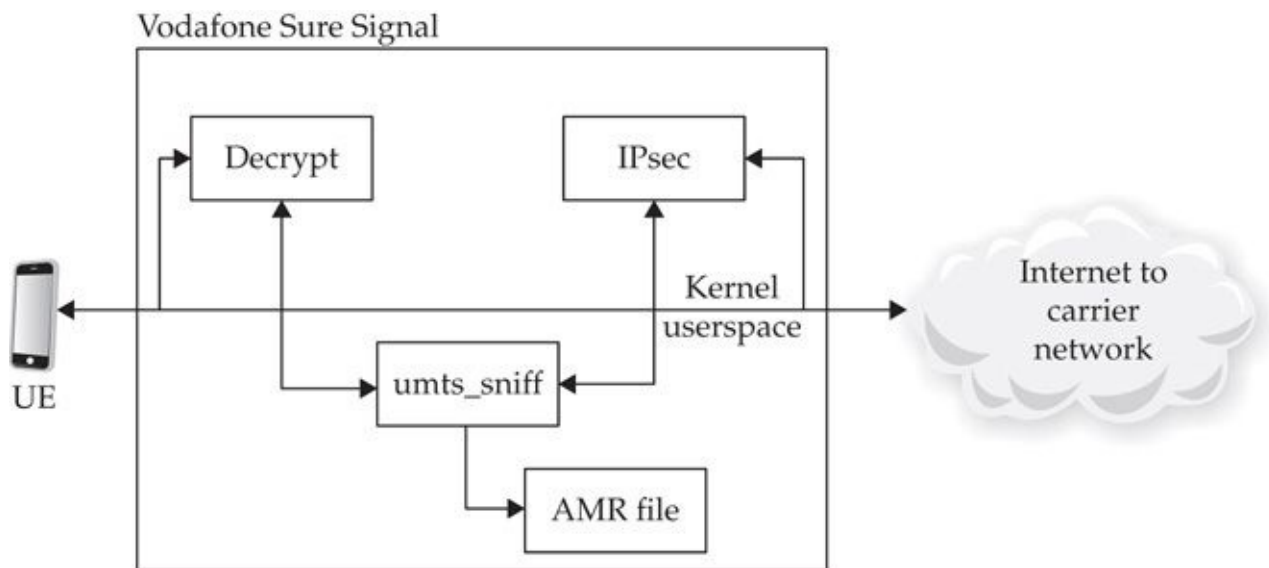 Vodafone Sure Signal
Decrypt
IPsec
UE
Kernel
userspace
Internet to
carrier
network
umts_sniff
AMR file